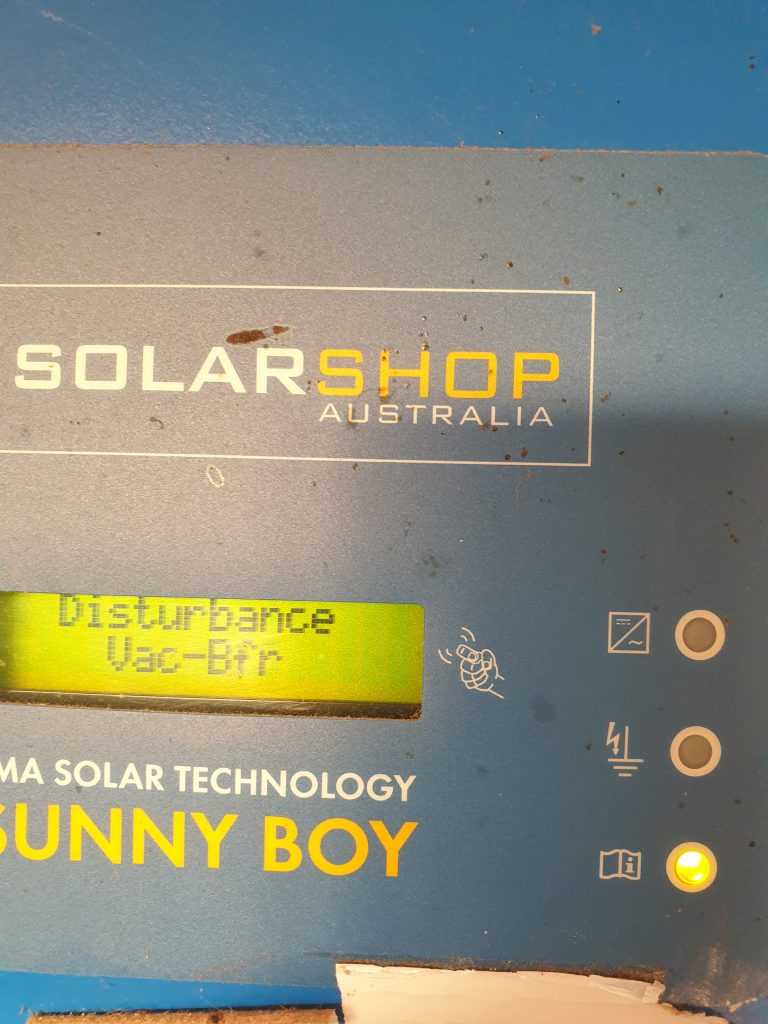 SOLARSHOP
AUSTRALIA
Disturbance
Vac-Bfr
MA SOLAR TECHNOLOGY
SUNNY BOY